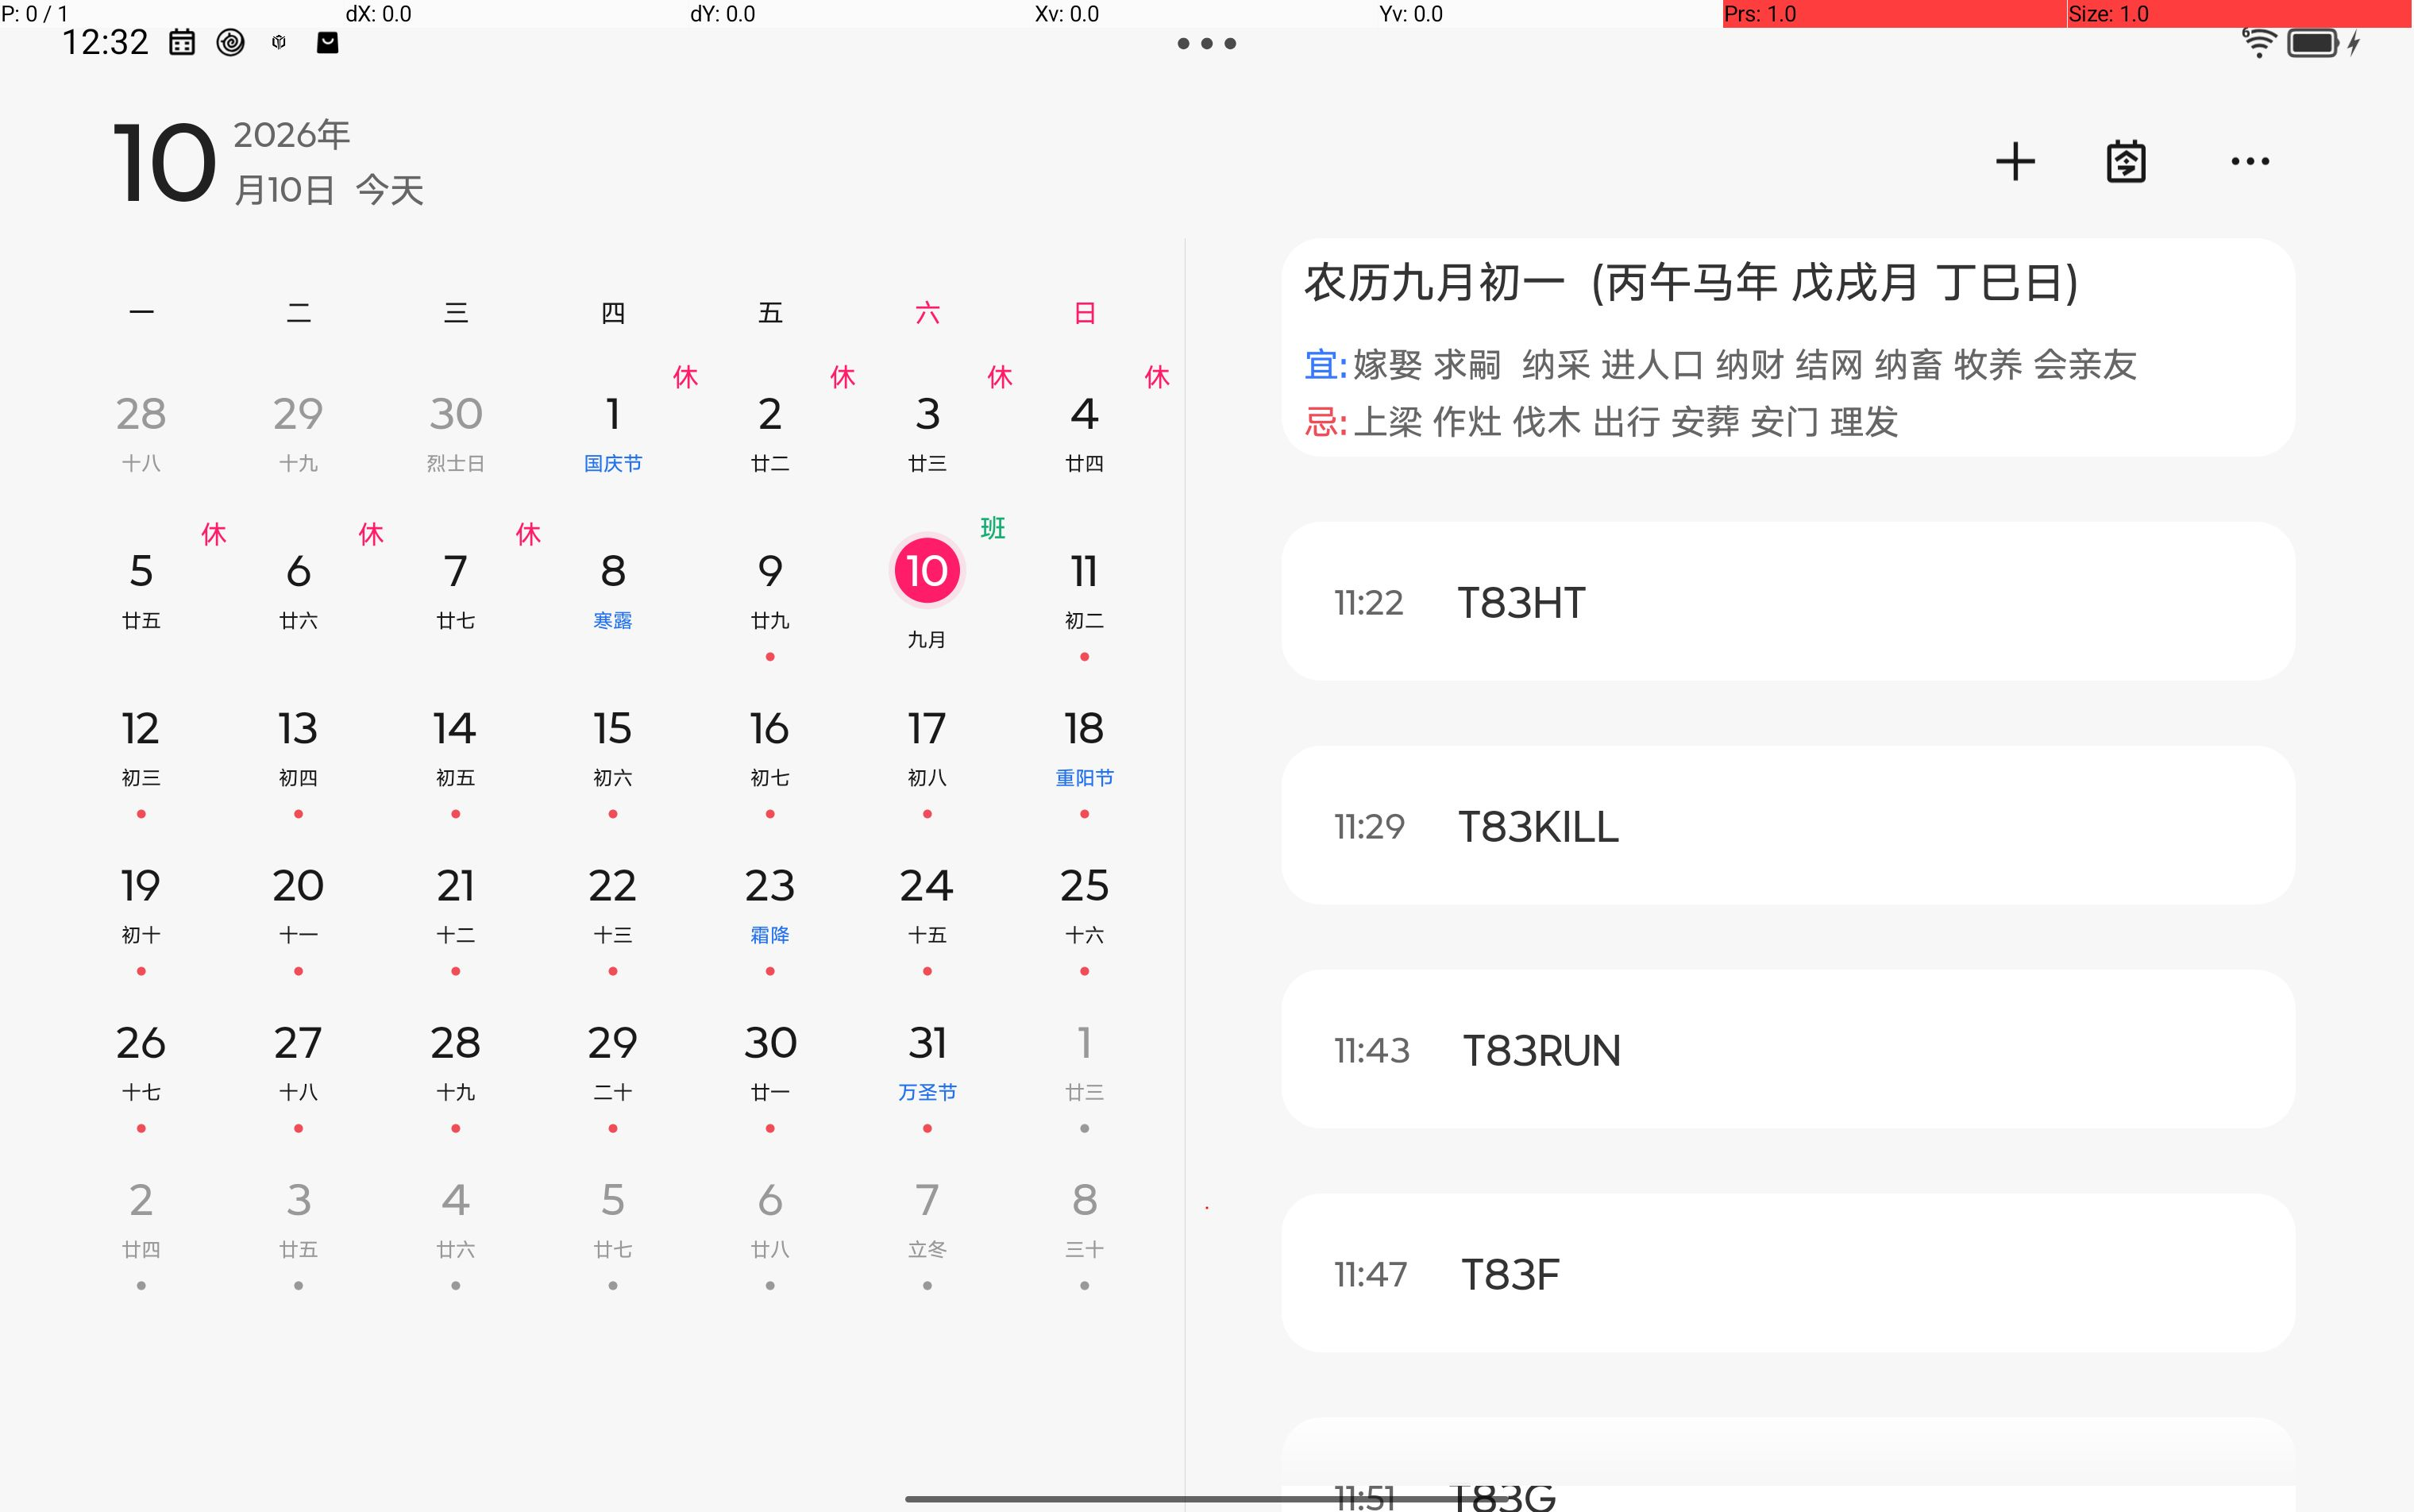 P: 0 / 1 dX: 0.0 dY: 0.0 Xv: 0.0 Yv: 0.0 Prs: 1.0 Size: 1.0
12:32
10 2026年
月10日 今天
一 二 三 四 五 六 日
休 休 休 休
28 29 30 1 2 3 4
十八 十九 烈士日 国庆节 廿二 廿三 廿四
休 休 休 班
5 6 7 8 9 10 11
廿五 廿六 廿七 寒露 廿九 九月 初二
12 13 14 15 16 17 18
初三 初四 初五 初六 初七 初八 重阳节
19 20 21 22 23 24 25
初十 十一 十二 十三 霜降 十五 十六
26 27 28 29 30 31 1
十七 十八 十九 二十 廿一 万圣节 廿三
2 3 4 5 6 7 8
廿四 廿五 廿六 廿七 廿八 立冬 三十
今
农历九月初一 (丙午马年 戊戌月 丁巳日)
宜: 嫁娶 求嗣 纳采 进人口 纳财 结网 纳畜 牧养 会亲友
忌: 上梁 作灶 伐木 出行 安葬 安门 理发
11:22 T83HT
11:29 T83KILL
11:43 T83RUN
11:47 T83F
11:51 T83G